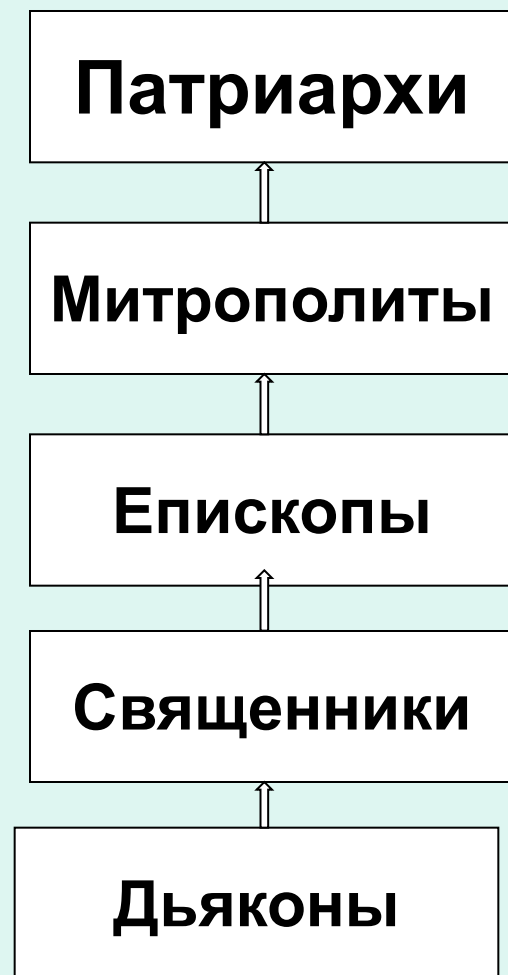 Патриархи
Митрополиты
Епископы
Священники
Дьяконы